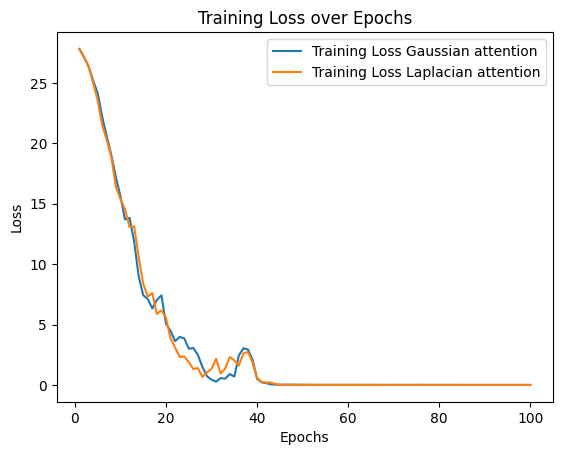 Training Loss over Epochs
Training Loss Gaussian attention
Training Loss Laplacian attention
25
20
15
10
5
0
Loss
0 20 40 60 80 100
Epochs